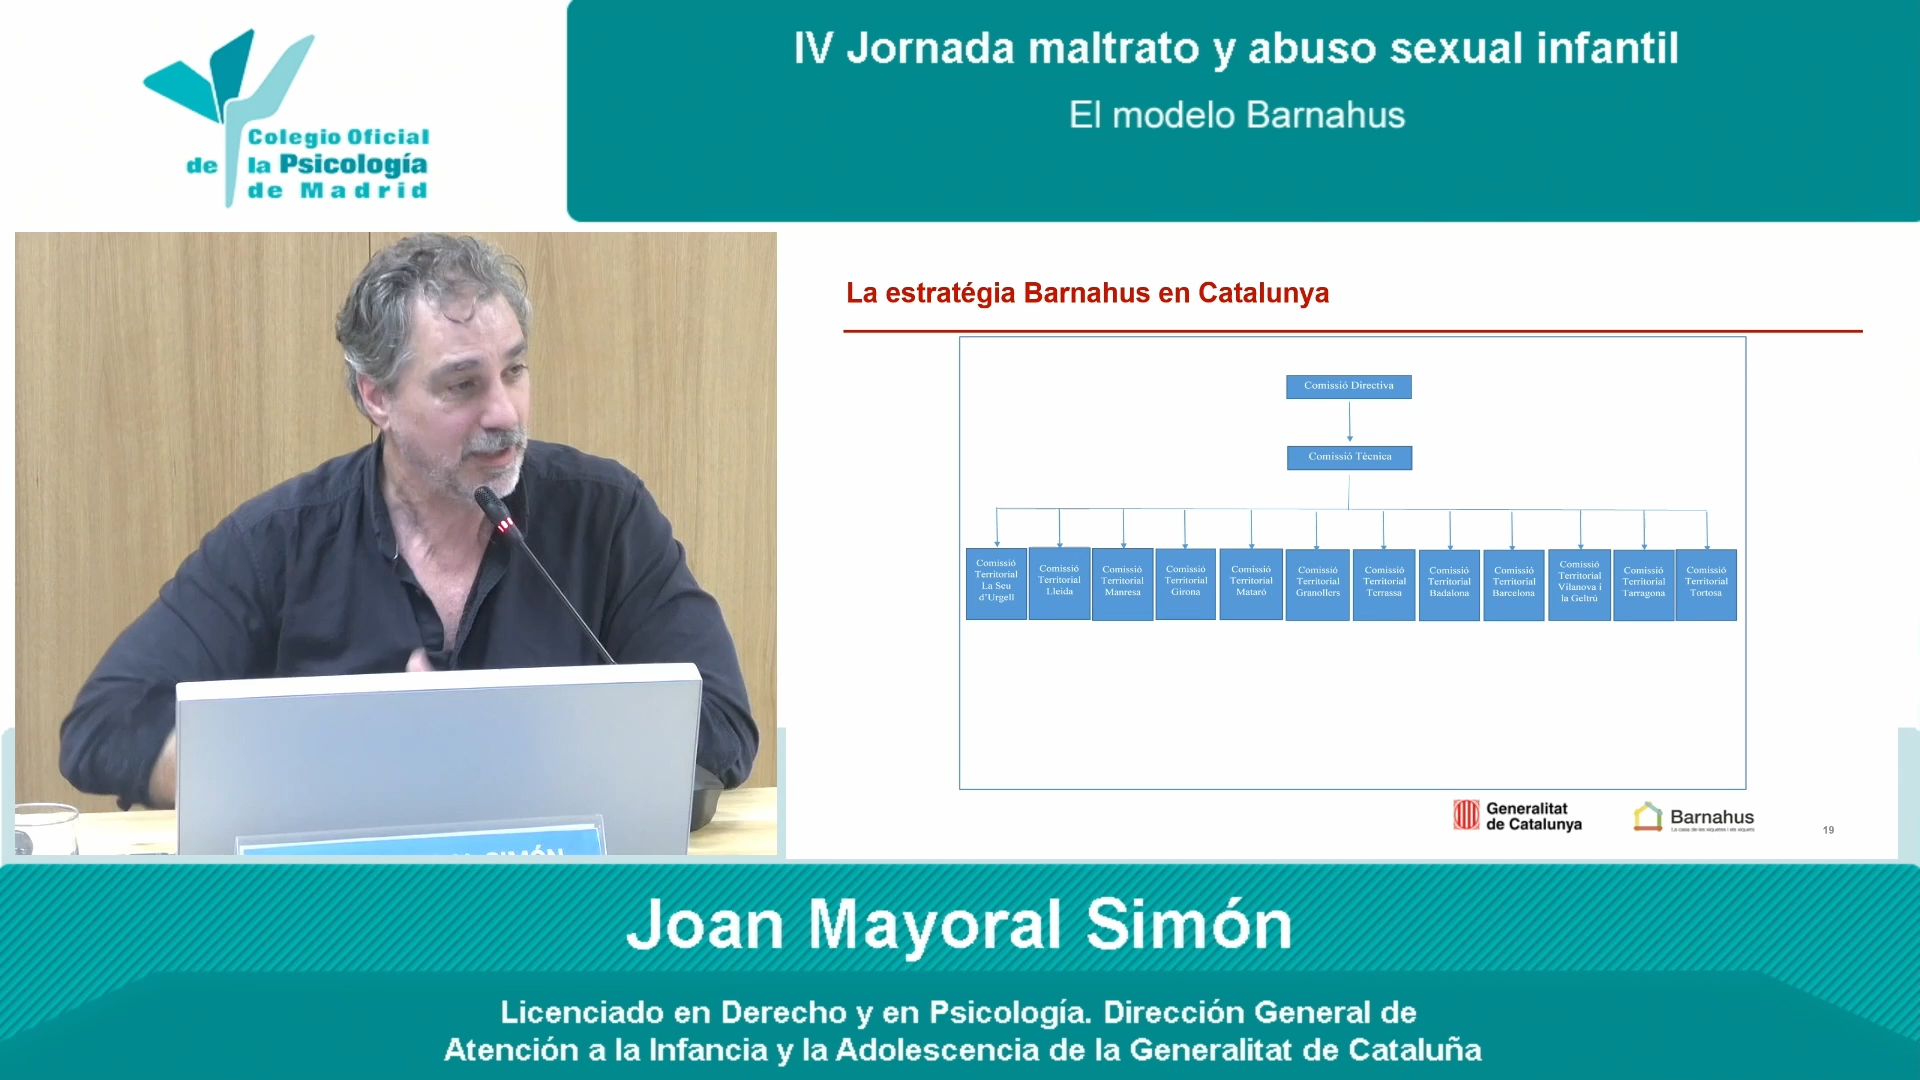 Colegio Oficial
de la Psicología
de Madrid
IV Jornada maltrato y abuso sexual infantil
El modelo Barnahus
La estratégia Barnahus en Catalunya
Comissió Directiva
Comissió Tècnica
Comissió
Territorial
La Seu
d'Urgell
Comissió
Territorial
Lleida
Comissió
Territorial
Manresa
Comissió
Territorial
Girona
Comissió
Territorial
Mataró
Comissió
Territorial
Granollers
Comissió
Territorial
Terrassa
Comissió
Territorial
Badalona
Comissió
Territorial
Barcelona
Comissió
Territorial
Vilanova i
la Geltrú
Comissió
Territorial
Tarragona
Comissió
Territorial
Tortosa
Generalitat
de Catalunya
Barnahus
19
SIMÓN
Joan Mayoral Simón
Licenciado en Derecho y en Psicología. Dirección General de
Atención a la Infancia y la Adolescencia de la Generalitat de Cataluña